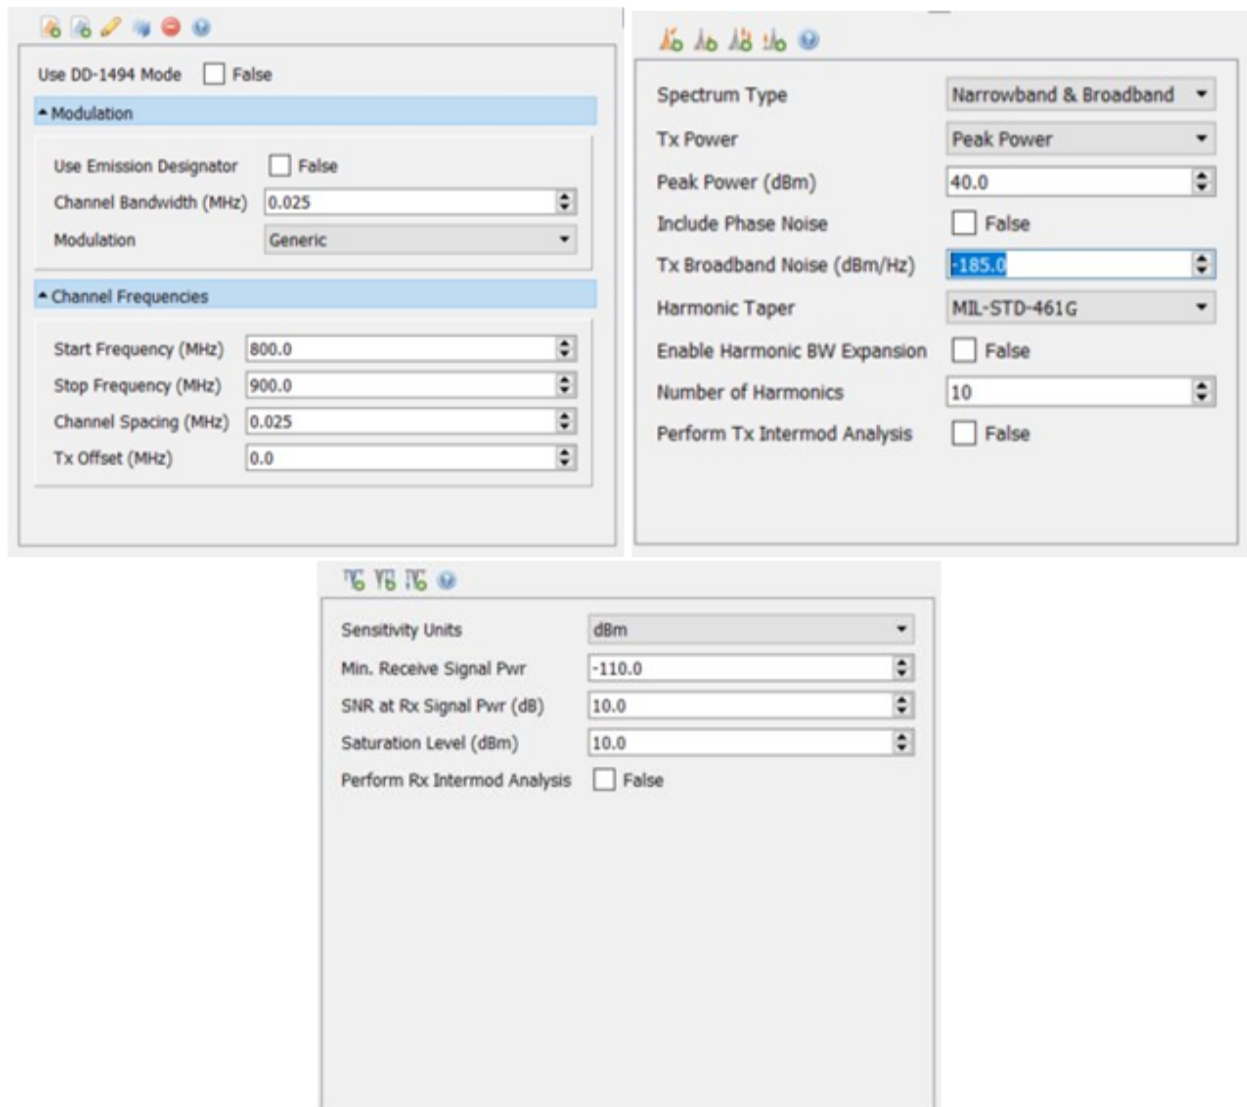 Use DD-1494 Mode False
Modulation
Use Emission Designator False
Channel Bandwidth (MHz) 0.025
Modulation Generic
Channel Frequencies
Start Frequency (MHz) 800.0
Stop Frequency (MHz) 900.0
Channel Spacing (MHz) 0.025
Tx Offset (MHz) 0.0
Spectrum Type Narrowband & Broadband
Tx Power Peak Power
Peak Power (dBm) 40.0
Include Phase Noise False
Tx Broadband Noise (dBm/Hz) -185.0
Harmonic Taper MIL-STD-461G
Enable Harmonic BW Expansion False
Number of Harmonics 10
Perform Tx Intermod Analysis False
Sensitivity Units dBm
Min. Receive Signal Pwr -110.0
SNR at Rx Signal Pwr (dB) 10.0
Saturation Level (dBm) 10.0
Perform Rx Intermod Analysis False